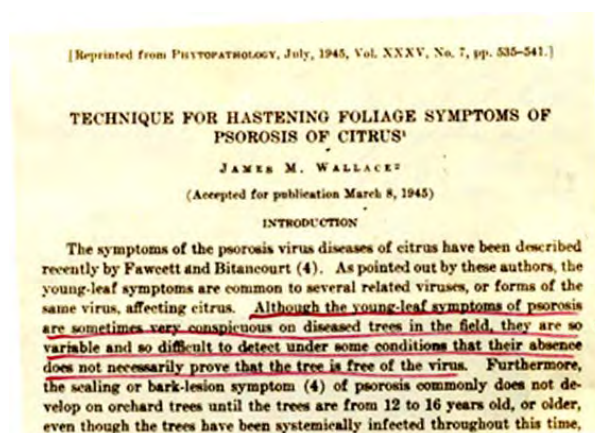 [Reprinted from PHYTOPATHOLOGY, July, 1945, Vol. XXXV, No. 7, pp. 535–541.]
TECHNIQUE FOR HASTENING FOLIAGE SYMPTOMS OF
PSOROSIS OF CITRUS¹
JAMES M. WALLACE²
(Accepted for publication March 8, 1945)
INTRODUCTION
The symptoms of the psorosis virus diseases of citrus have been described
recently by Fawcett and Bitancourt (4). As pointed out by these authors, the
young-leaf symptoms are common to several related viruses, or forms of the
same virus, affecting citrus. Although the young-leaf symptoms of psorosis
are sometimes very conspicuous on diseased trees in the field, they are so
variable and so difficult to detect under some conditions that their absence
does not necessarily prove that the tree is free of the virus. Furthermore,
the scaling or bark-lesion symptom (4) of psorosis commonly does not de-
velop on orchard trees until the trees are from 12 to 16 years old, or older,
even though the trees have been systemically infected throughout this time,